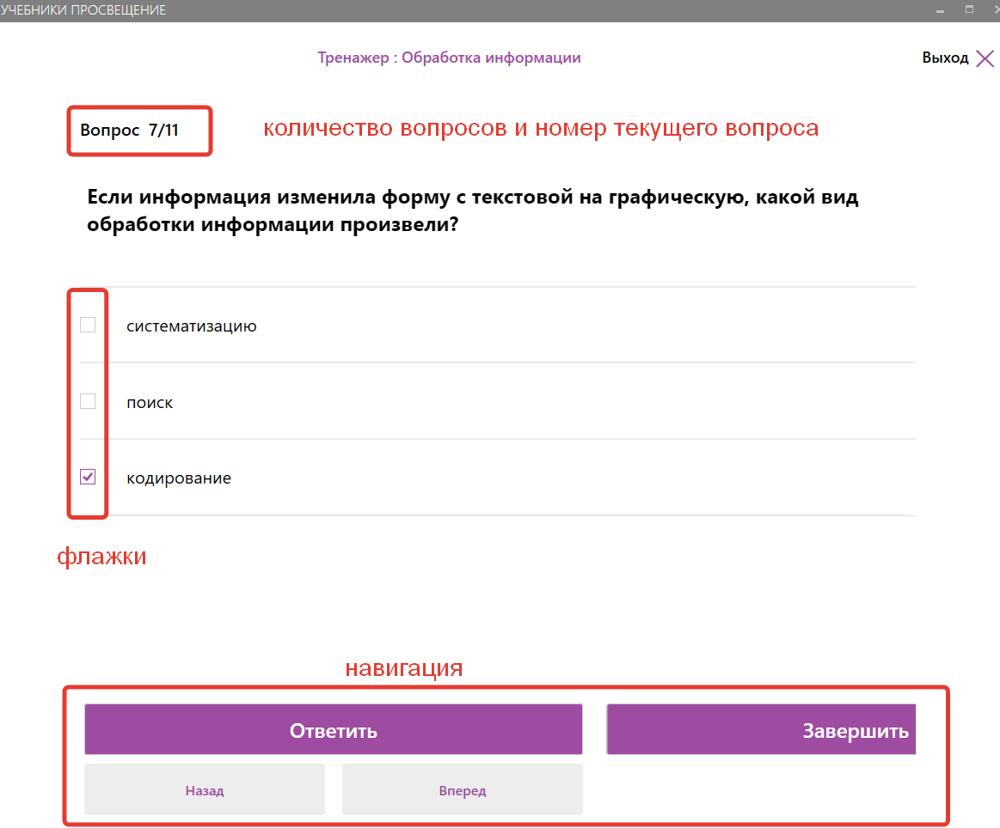 УЧЕБНИКИ ПРОСВЕЩЕНИЕ
Тренажер : Обработка информации
Выход
Вопрос 7/11
количество вопросов и номер текущего вопроса
Если информация изменила форму с текстовой на графическую, какой вид
обработки информации произвели?
систематизацию
поиск
кодирование
флажки
навигация
Ответить
Завершить
Назад
Вперед